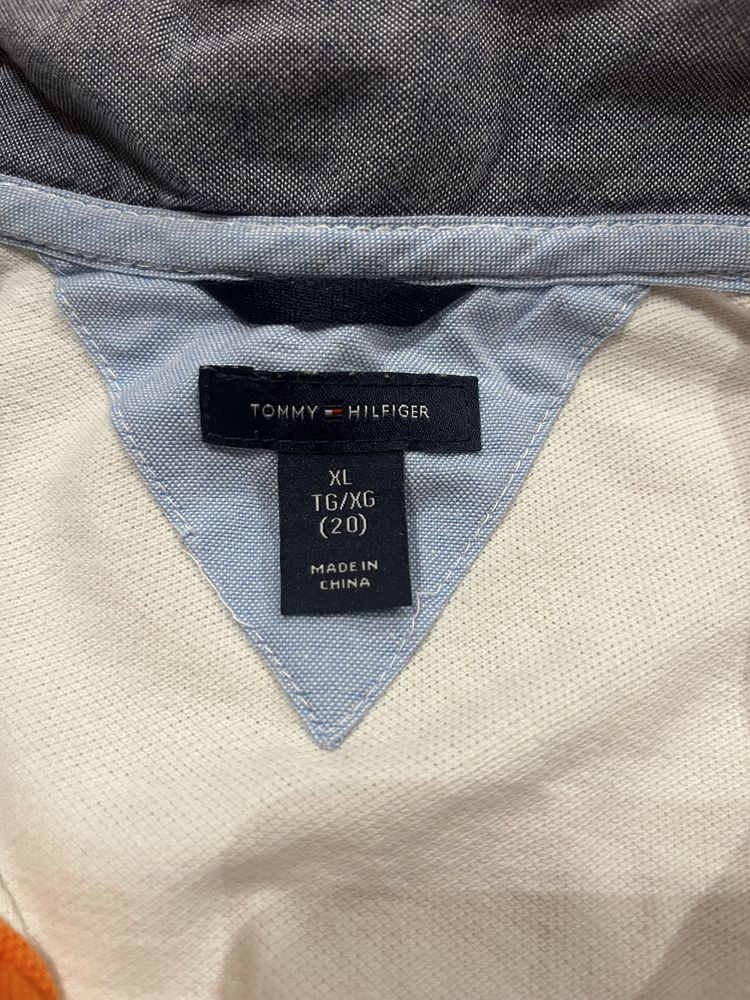 TOMMY HILFIGER
XL
TG/XG
(20)
MADE IN
CHINA